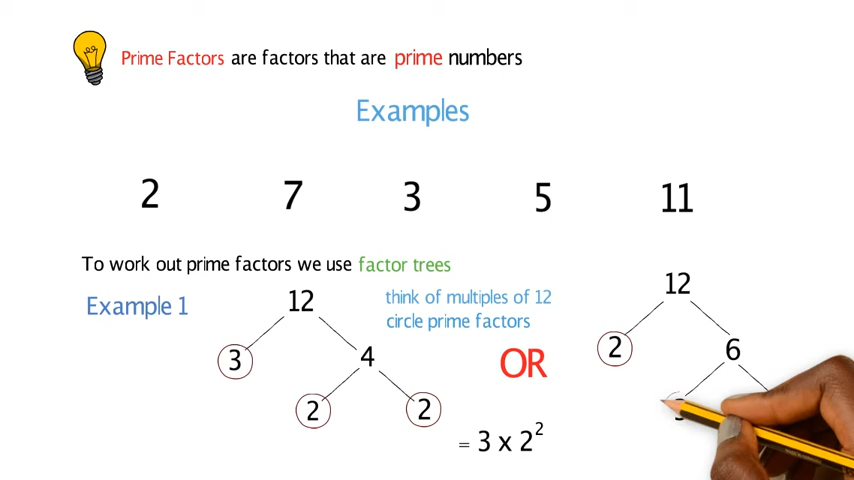 Prime Factors are factors that are prime numbers
Examples
2 7 3 5 11
To work out prime factors we use factor trees
Example 1
12
3 4
2 2
think of multiples of 12
circle prime factors
OR
= 3 x 2²
12
2 6